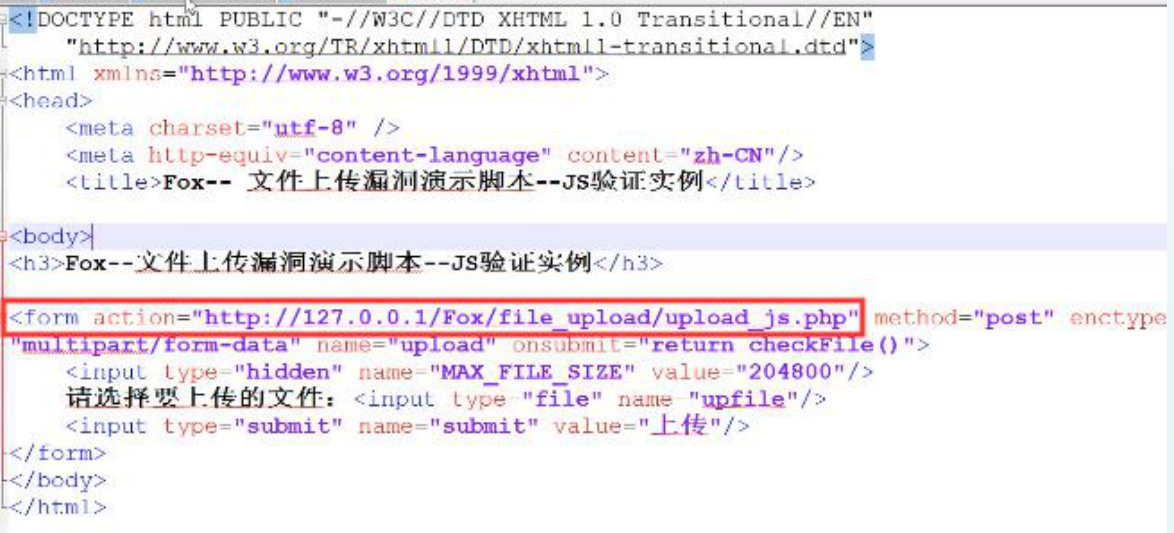 <!DOCTYPE html PUBLIC "-//W3C//DTD XHTML 1.0 Transitional//EN"
"http://www.w3.org/TR/xhtml1/DTD/xhtml1-transitional.dtd">
<html xmlns="http://www.w3.org/1999/xhtml">
<head>
<meta charset="utf-8" />
<meta http-equiv="content-language" content="zh-CN"/>
<title>Fox-- 文件上传漏洞演示脚本--JS验证实例</title>
<body>
<h3>Fox--文件上传漏洞演示脚本--JS验证实例</h3>
<form action="http://127.0.0.1/Fox/file_upload/upload_js.php" method="post" enctype
"multipart/form-data" name="upload" onsubmit="return checkFile()">
<input type="hidden" name="MAX_FILE_SIZE" value="204800"/>
请选择要上传的文件：<input type="file" name="upfile"/>
<input type="submit" name="submit" value="上传"/>
</form>
</body>
</html>